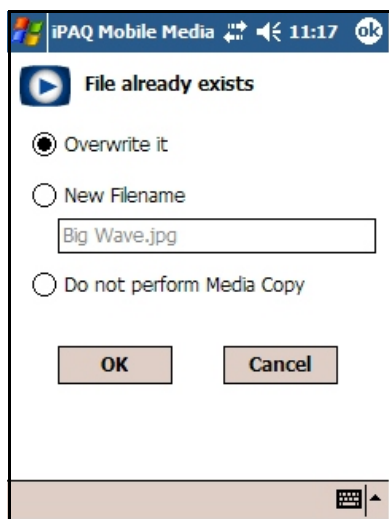 iPAQ Mobile Media 11:17 ok
File already exists
Overwrite it
New Filename
Big Wave.jpg
Do not perform Media Copy
OK Cancel